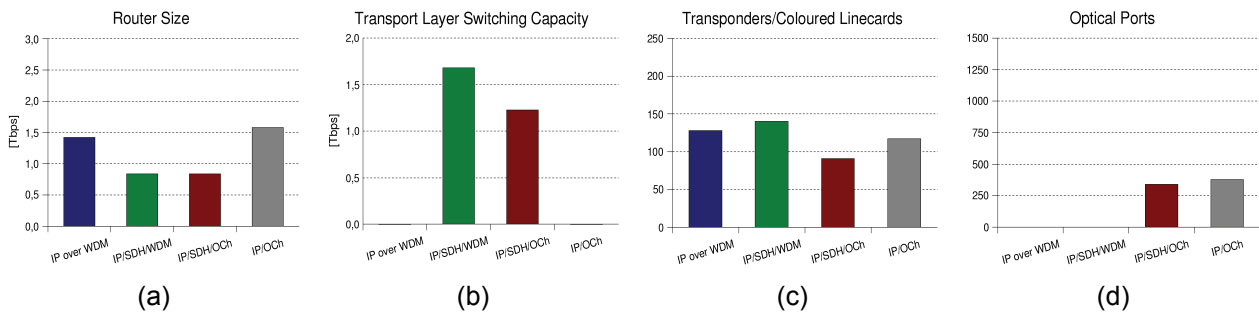 Router Size
[Tbps]
3,0
2,5
2,0
1,5
1,0
0,5
0,0
IP over WDM
IP/SDH/WDM
IP/SDH/OCh
IP/OCh
(a)
Transport Layer Switching Capacity
[Tbps]
2,0
1,5
1,0
0,5
0,0
IP over WDM
IP/SDH/WDM
IP/SDH/OCh
IP/OCh
(b)
Transponders/Coloured Linecards
250
200
150
100
50
0
IP over WDM
IP/SDH/WDM
IP/SDH/OCh
IP/OCh
(c)
Optical Ports
1500
1250
1000
750
500
250
0
IP over WDM
IP/SDH/WDM
IP/SDH/OCh
IP/OCh
(d)